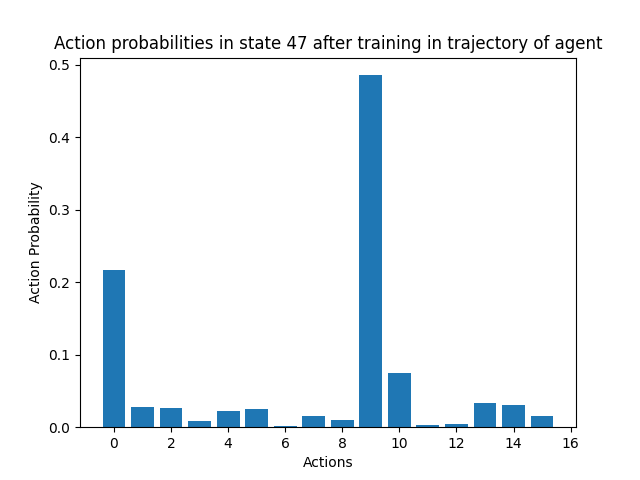 Action probabilities in state 47 after training in trajectory of agent
0.5
0.4
0.3
0.2
0.1
0.0
Action Probability
0 2 4 6 8 10 12 14 16
Actions